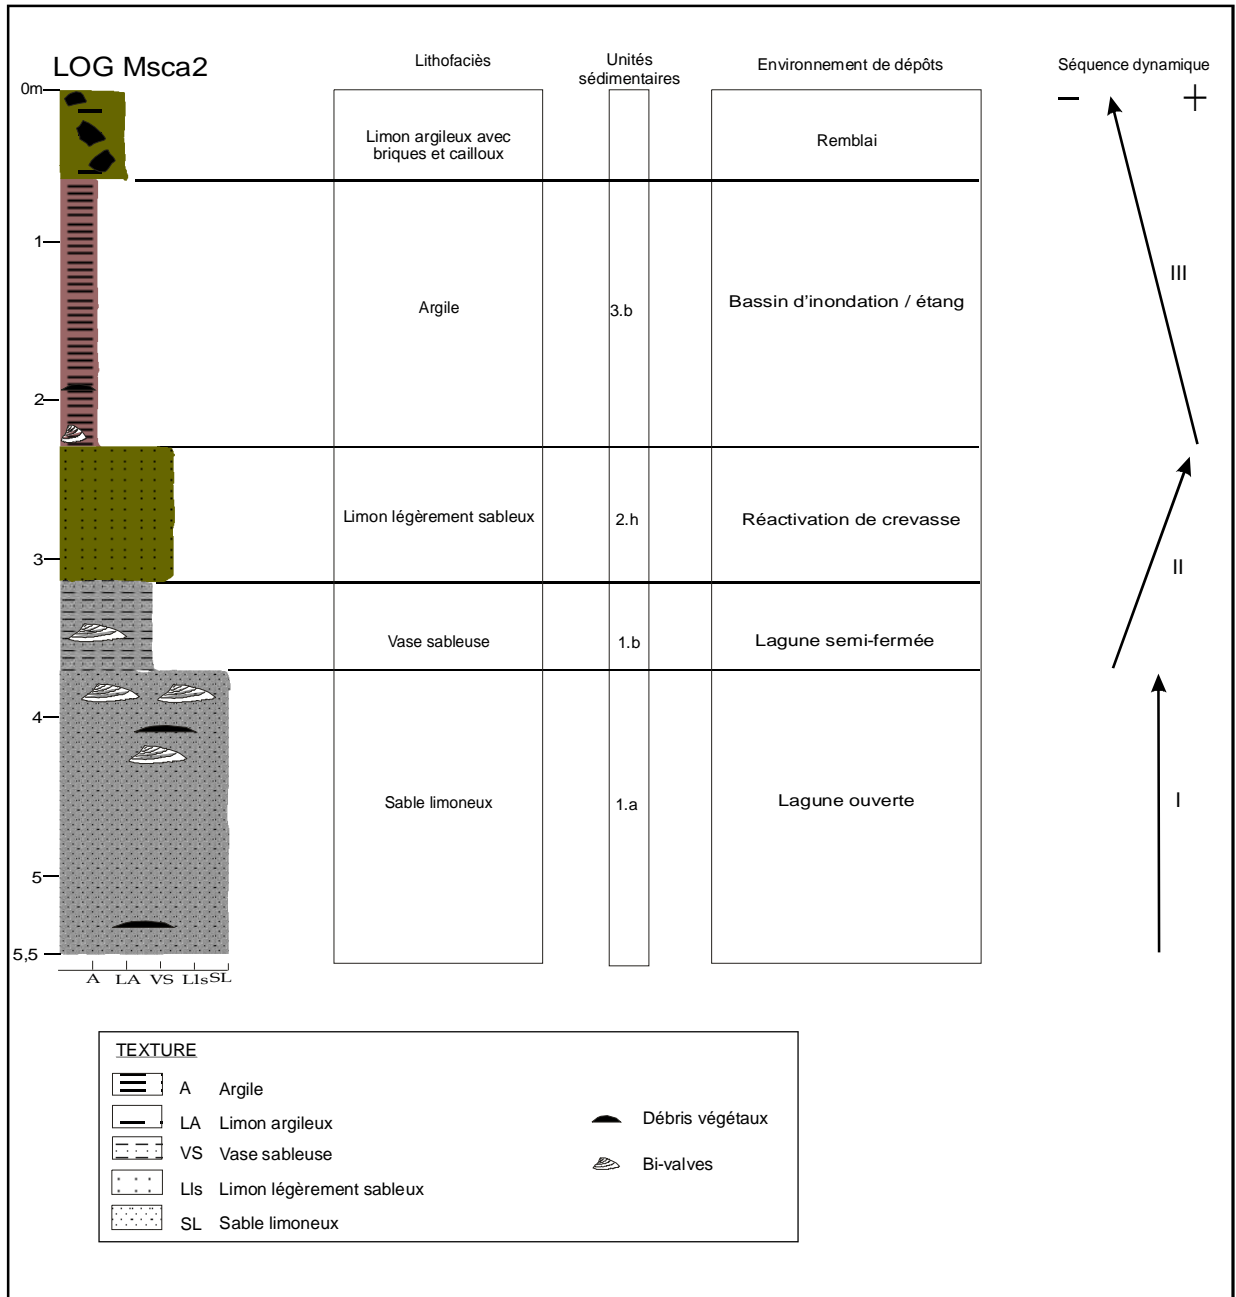 LOG Msca2
Lithofaciès
Unités
sédimentaires
Environnement de dépôts
Séquence dynamique
0m
Limon argileux avec
briques et cailloux
Remblai
1
Argile
3.b
Bassin d'inondation / étang
III
2
Limon légèrement sableux
2.h
Réactivation de crevasse
II
3
Vase sableuse
1.b
Lagune semi-fermée
4
Sable limoneux
1.a
Lagune ouverte
I
5
5,5
A LA VS Lls SL
TEXTURE
A Argile
LA Limon argileux
VS Vase sableuse
Lls Limon légèrement sableux
SL Sable limoneux
Débris végétaux
Bi-valves